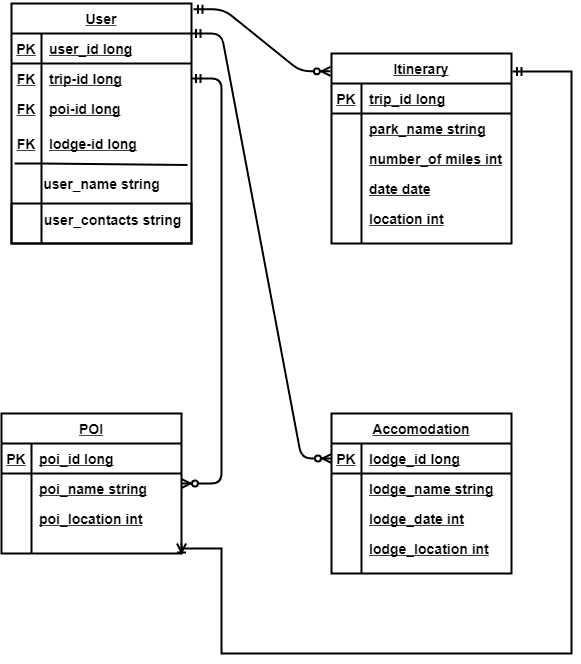 User
PK user_id long
FK trip-id long
FK poi-id long
FK lodge-id long
user_name string
user_contacts string
Itinerary
PK trip_id long
park_name string
number_of miles int
date date
location int
POI
PK poi_id long
poi_name string
poi_location int
Accomodation
PK lodge_id long
lodge_name string
lodge_date int
lodge_location int